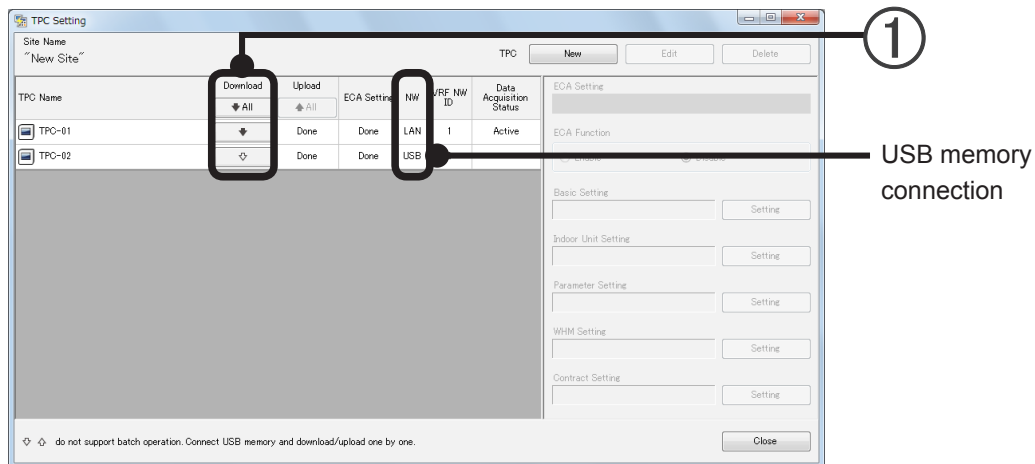 TPC Setting
Site Name
"New Site"
TPC New Edit Delete
TPC Name Download Upload ECA Setting NW VRF NW ID Data Acquisition Status
All All
TPC-01 Done Done LAN 1 Active
TPC-02 Done Done USB
ECA Setting
ECA Function
Enable Disable
Basic Setting
Setting
Indoor Unit Setting
Setting
Parameter Setting
Setting
WHM Setting
Setting
Contract Setting
Setting
do not support batch operation. Connect USB memory and download/upload one by one.
Close
①
USB memory
connection